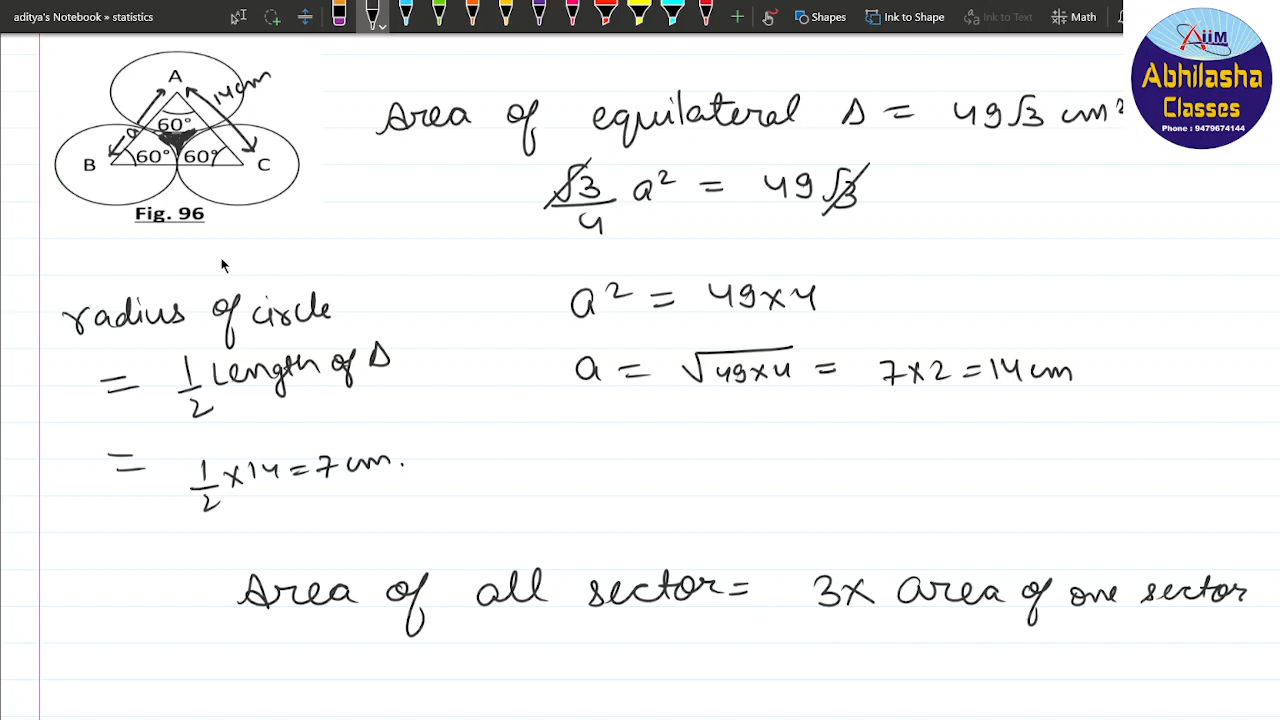 aditya's Notebook » statistics
Shapes
Ink to Shape
Ink to Text
Math
AiiM
Abhilasha
Classes
Phone : 9479674144
A
14cm
60°
a
B 60° 60° C
Fig. 96
Area of equilateral Δ = 49√3 cm²
√3/4 a² = 49√3
a² = 49×4
a = √49×4 = 7×2 = 14cm
radius of circle
= 1/2 Length of Δ
= 1/2 × 14 = 7 cm.
Area of all sector = 3× area of one sector